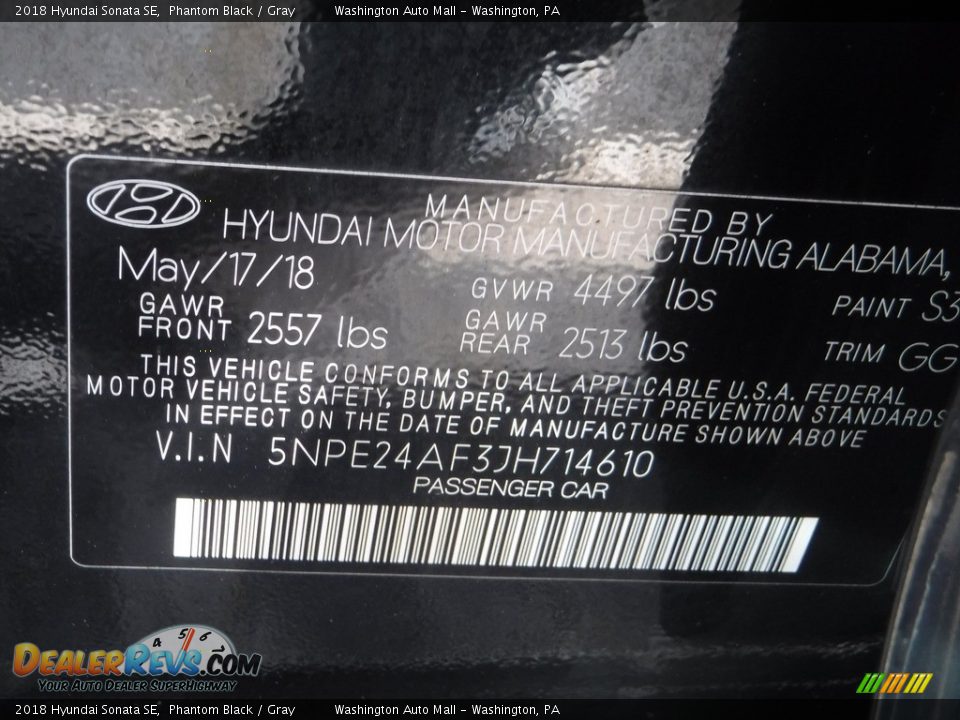 2018 Hyundai Sonata SE, Phantom Black / Gray Washington Auto Mall - Washington, PA
MANUFACTURED BY
HYUNDAI MOTOR MANUFACTURING ALABAMA,
May/17/18 GVWR 4497 lbs PAINT S3
GAWR FRONT 2557 lbs GAWR REAR 2513 lbs TRIM GG
THIS VEHICLE CONFORMS TO ALL APPLICABLE U.S.A. FEDERAL
MOTOR VEHICLE SAFETY, BUMPER, AND THEFT PREVENTION STANDARDS
IN EFFECT ON THE DATE OF MANUFACTURE SHOWN ABOVE
V.I.N 5NPE24AF3JH714610
PASSENGER CAR
4 5 6
DEALERREVS.COM
YOUR AUTO DEALER SUPERHIGHWAY
2018 Hyundai Sonata SE, Phantom Black / Gray Washington Auto Mall - Washington, PA